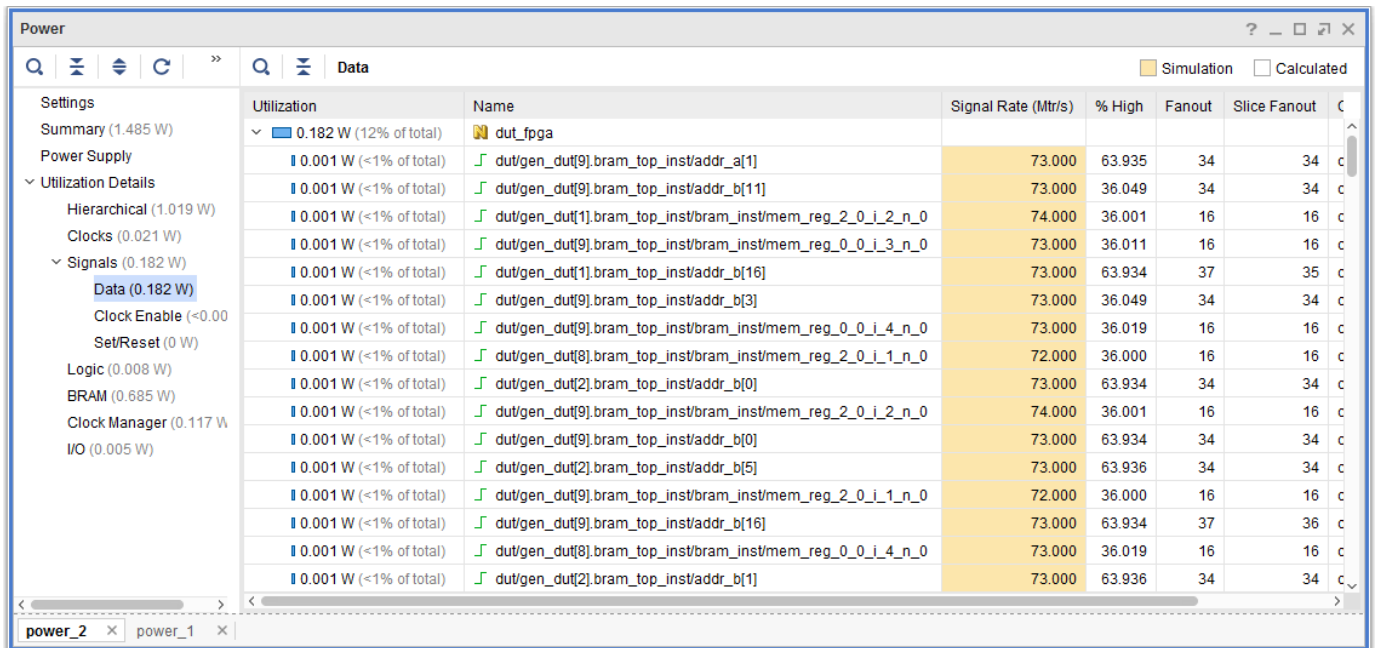 Power
Data
Simulation
Calculated
Settings
Summary (1.485 W)
Power Supply
Utilization Details
Hierarchical (1.019 W)
Clocks (0.021 W)
Signals (0.182 W)
Data (0.182 W)
Clock Enable (<0.00
Set/Reset (0 W)
Logic (0.008 W)
BRAM (0.685 W)
Clock Manager (0.117 W
I/O (0.005 W)
Utilization Name Signal Rate (Mtr/s) % High Fanout Slice Fanout
0.182 W (12% of total) dut_fpga
0.001 W (<1% of total) dut/gen_dut[9].bram_top_inst/addr_a[1] 73.000 63.935 34 34
0.001 W (<1% of total) dut/gen_dut[9].bram_top_inst/addr_b[11] 73.000 36.049 34 34
0.001 W (<1% of total) dut/gen_dut[1].bram_top_inst/bram_inst/mem_reg_2_0_i_2_n_0 74.000 36.001 16 16
0.001 W (<1% of total) dut/gen_dut[9].bram_top_inst/bram_inst/mem_reg_0_0_i_3_n_0 73.000 36.011 16 16
0.001 W (<1% of total) dut/gen_dut[1].bram_top_inst/addr_b[16] 73.000 63.934 37 35
0.001 W (<1% of total) dut/gen_dut[9].bram_top_inst/addr_b[3] 73.000 36.049 34 34
0.001 W (<1% of total) dut/gen_dut[9].bram_top_inst/bram_inst/mem_reg_0_0_i_4_n_0 73.000 36.019 16 16
0.001 W (<1% of total) dut/gen_dut[8].bram_top_inst/bram_inst/mem_reg_2_0_i_1_n_0 72.000 36.000 16 16
0.001 W (<1% of total) dut/gen_dut[2].bram_top_inst/addr_b[0] 73.000 63.934 34 34
0.001 W (<1% of total) dut/gen_dut[9].bram_top_inst/bram_inst/mem_reg_2_0_i_2_n_0 74.000 36.001 16 16
0.001 W (<1% of total) dut/gen_dut[9].bram_top_inst/addr_b[0] 73.000 63.934 34 34
0.001 W (<1% of total) dut/gen_dut[2].bram_top_inst/addr_b[5] 73.000 63.936 34 34
0.001 W (<1% of total) dut/gen_dut[9].bram_top_inst/bram_inst/mem_reg_2_0_i_1_n_0 72.000 36.000 16 16
0.001 W (<1% of total) dut/gen_dut[9].bram_top_inst/addr_b[16] 73.000 63.934 37 36
0.001 W (<1% of total) dut/gen_dut[8].bram_top_inst/bram_inst/mem_reg_0_0_i_4_n_0 73.000 36.019 16 16
0.001 W (<1% of total) dut/gen_dut[2].bram_top_inst/addr_b[1] 73.000 63.936 34 34
power_2
power_1